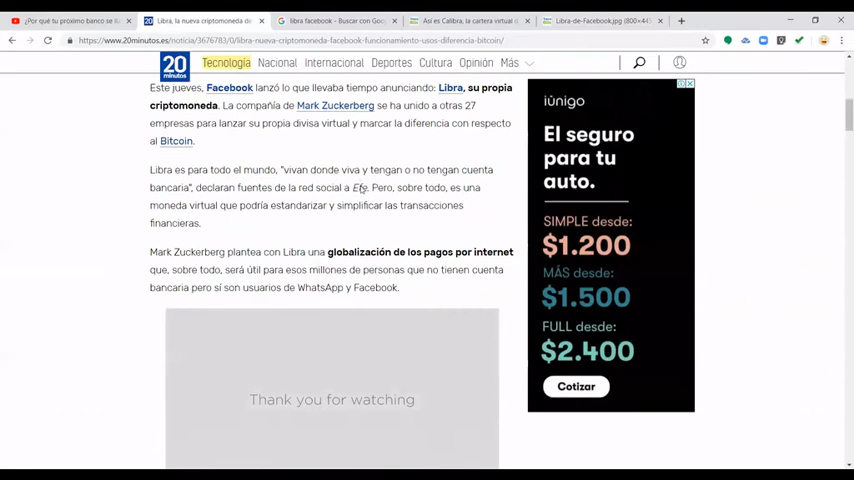 ¿Por qué tu próximo banco se lla
Libra, la nueva criptomoneda de
libra facebook - Buscar con Goog
Así es Calibra, la cartera virtual d
Libra-de-Facebook.jpg (800×445
https://www.20minutos.es/noticia/3676783/0/libra-nueva-criptomoneda-facebook-funcionamiento-usos-diferencia-bitcoin/
20 minutos
Tecnología Nacional Internacional Deportes Cultura Opinión Más
Este jueves, Facebook lanzó lo que llevaba tiempo anunciando: Libra, su propia
criptomoneda. La compañía de Mark Zuckerberg se ha unido a otras 27
empresas para lanzar su propia divisa virtual y marcar la diferencia con respecto
al Bitcoin.
Libra es para todo el mundo, "vivan donde viva y tengan o no tengan cuenta
bancaria", declaran fuentes de la red social a Efe. Pero, sobre todo, es una
moneda virtual que podría estandarizar y simplificar las transacciones
financieras.
Mark Zuckerberg plantea con Libra una globalización de los pagos por internet
que, sobre todo, será útil para esos millones de personas que no tienen cuenta
bancaria pero sí son usuarios de WhatsApp y Facebook.
Thank you for watching
iúnigo
El seguro
para tu
auto.
SIMPLE desde:
$1.200
MÁS desde:
$1.500
FULL desde:
$2.400
Cotizar